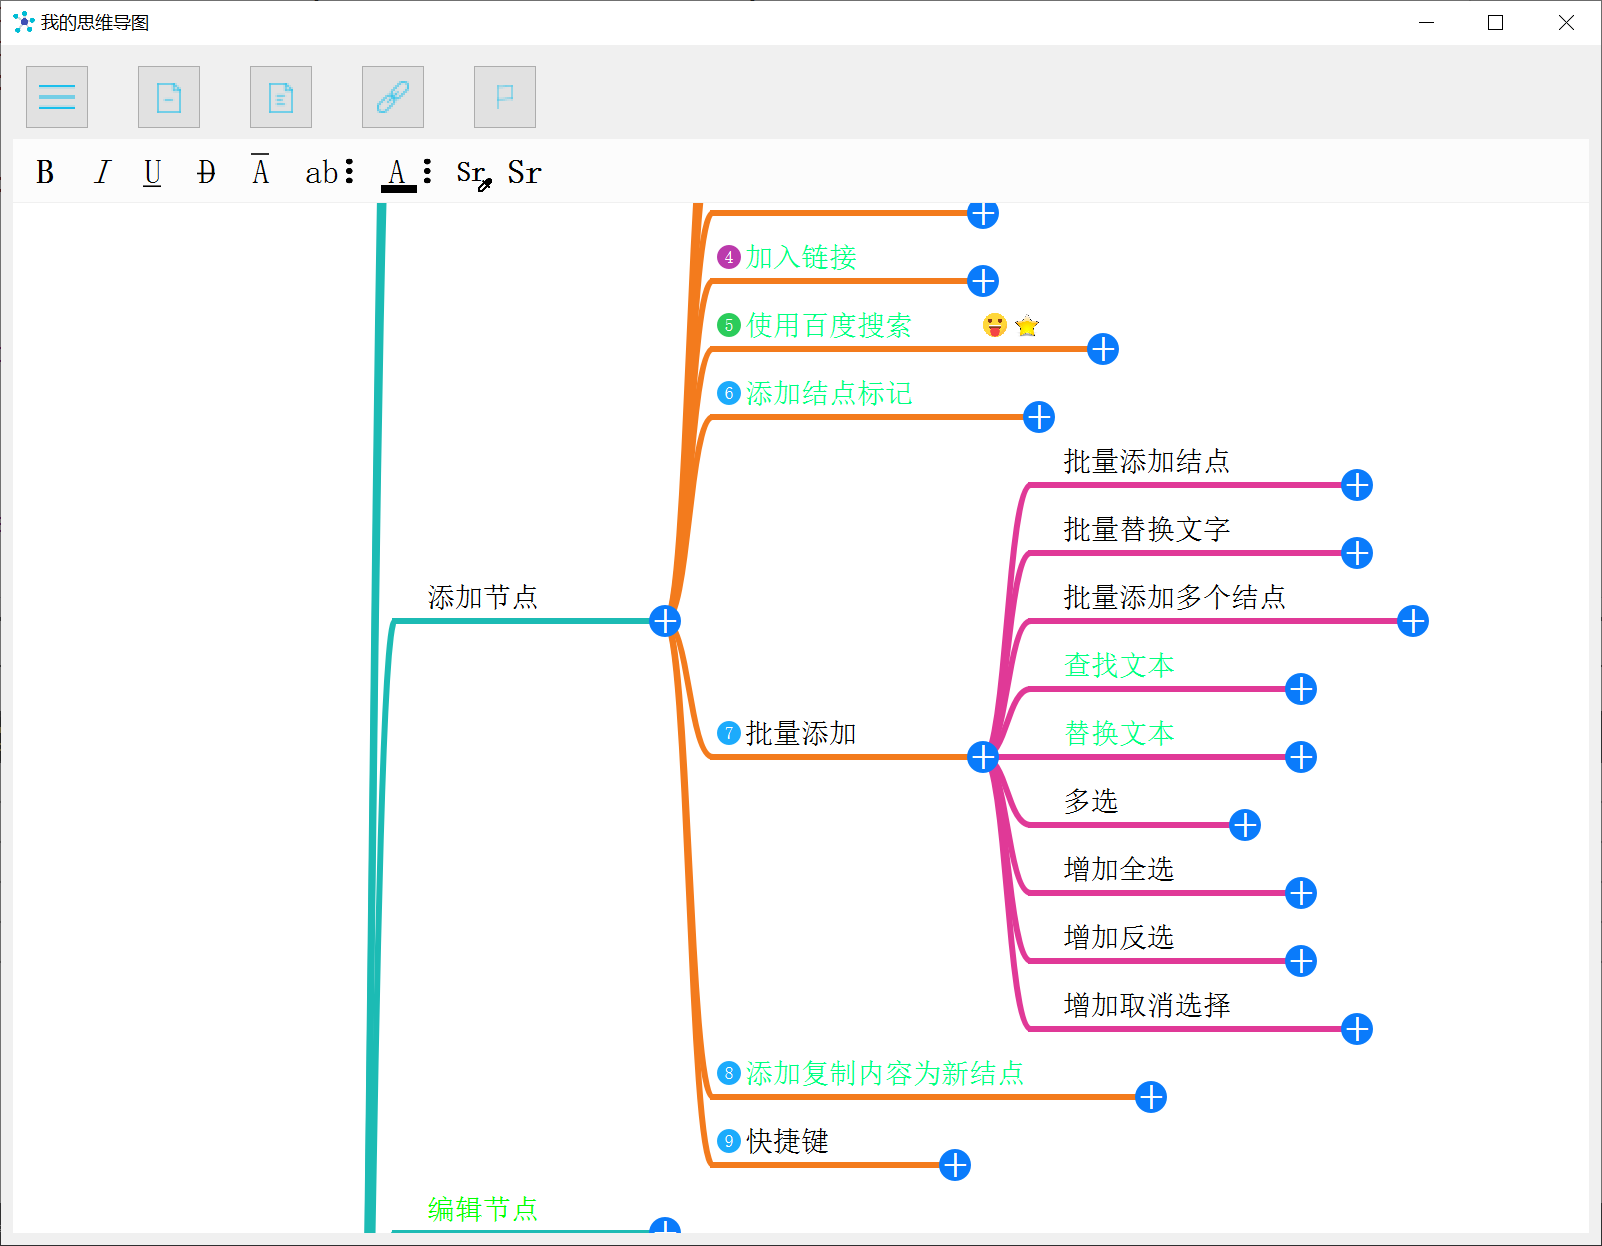 我的思维导图
B I U D A ab A Sr Sr
4 加入链接
5 使用百度搜索
6 添加结点标记
批量添加结点
批量替换文字
添加节点
批量添加多个结点
查找文本
7 批量添加
替换文本
多选
增加全选
增加反选
增加取消选择
8 添加复制内容为新结点
9 快捷键
编辑节点